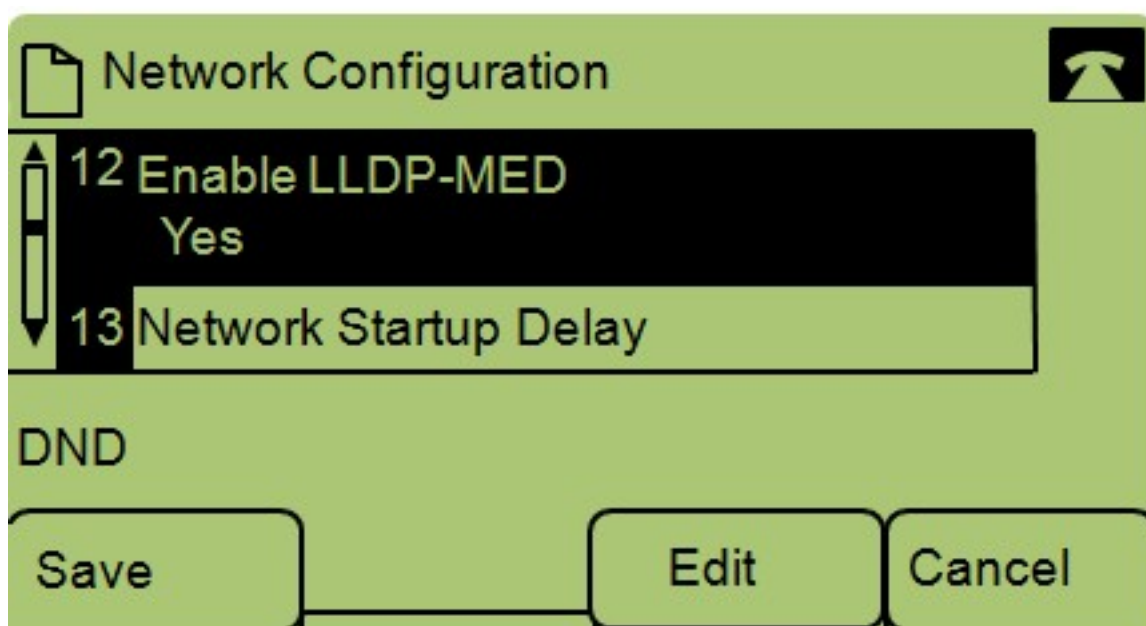 Network Configuration
12 Enable LLDP-MED
Yes
13 Network Startup Delay
DND
Save Edit Cancel